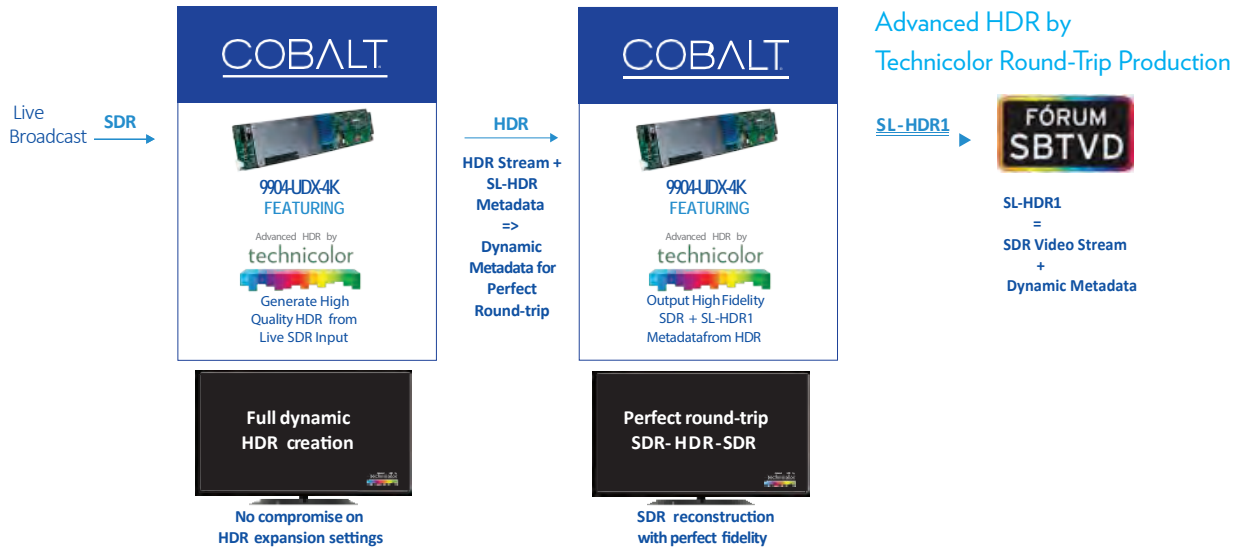 Advanced HDR by
Technicolor Round-Trip Production
Live
Broadcast
SDR
COBALT
9904-UDX-4K
FEATURING
Advanced HDR by
technicolor
Generate High
Quality HDR from
Live SDR Input
HDR
HDR Stream +
SL-HDR
Metadata
=>
Dynamic
Metadata for
Perfect
Round-trip
COBALT
9904-UDX-4K
FEATURING
Advanced HDR by
technicolor
Output High Fidelity
SDR + SL-HDR1
Metadatafrom HDR
SL-HDR1
FÓRUM
SBTVD
SL-HDR1
=
SDR Video Stream
+
Dynamic Metadata
Full dynamic
HDR creation
technicolor
No compromise on
HDR expansion settings
Perfect round-trip
SDR-HDR-SDR
technicolor
SDR reconstruction
with perfect fidelity